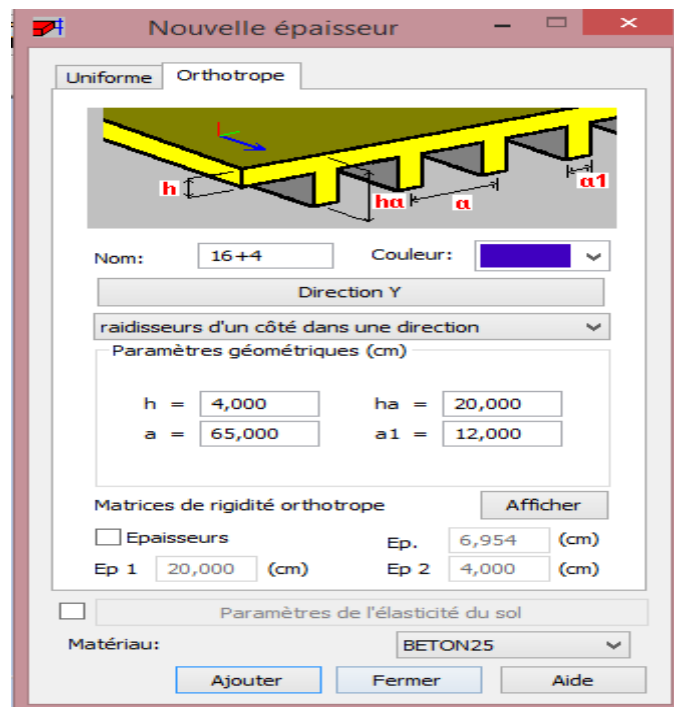 Nouvelle épaisseur
Uniforme Orthotrope
h
ha
a
a1
Nom: 16+4 Couleur:
Direction Y
raidisseurs d'un côté dans une direction
Paramètres géométriques (cm)
h = 4,000 ha = 20,000
a = 65,000 a1 = 12,000
Matrices de rigidité orthotrope Afficher
Epaisseurs Ep. 6,954 (cm)
Ep 1 20,000 (cm) Ep 2 4,000 (cm)
Paramètres de l'élasticité du sol
Matériau: BETON25
Ajouter Fermer Aide